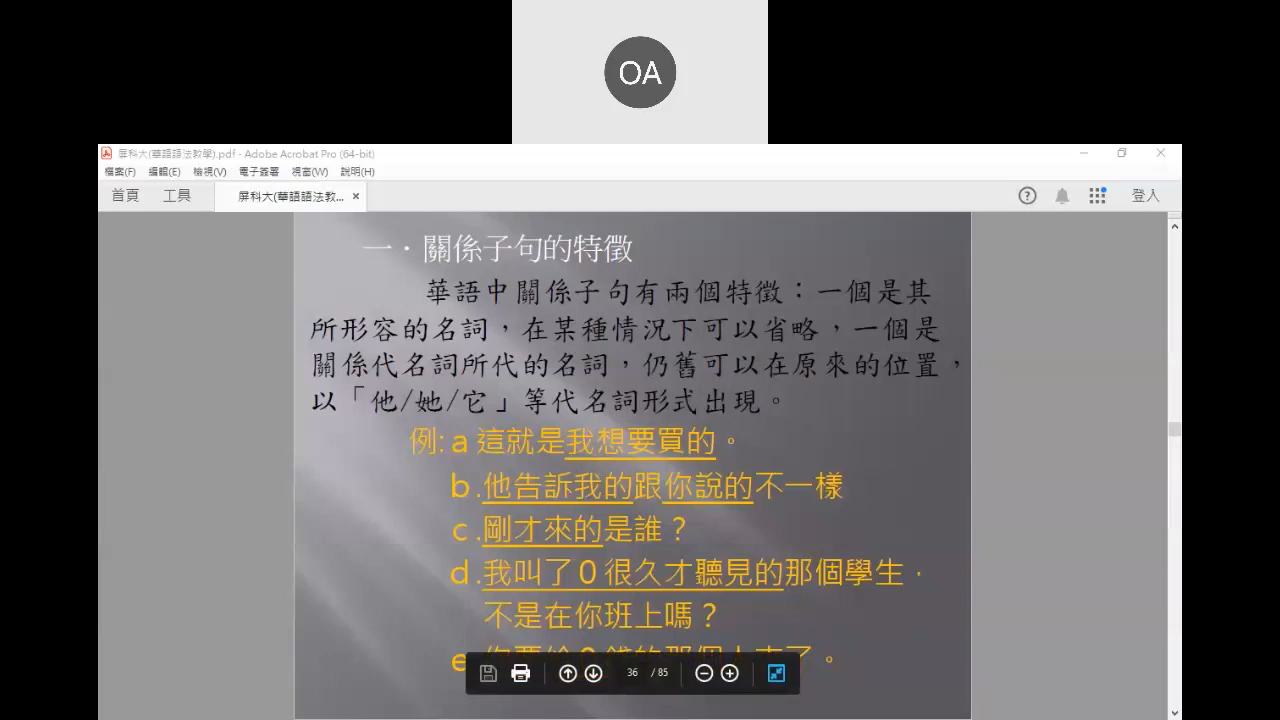 OA
屏科大(華語語法教學).pdf - Adobe Acrobat Pro (64-bit)
檔案(F) 編輯(E) 檢視(V) 電子簽署 視窗(W) 說明(H)
首頁 工具 屏科大(華語語法教... × 登入
一．關係子句的特徵
華語中關係子句有兩個特徵：一個是其
所形容的名詞，在某種情況下可以省略，一個是
關係代名詞所代的名詞，仍舊可以在原來的位置，
以「他/她/它」等代名詞形式出現。
例: a 這就是我想要買的。
b .他告訴我的跟你說的不一樣
c .剛才來的是誰？
d .我叫了０很久才聽見的那個學生．
不是在你班上嗎？
e
36 / 85